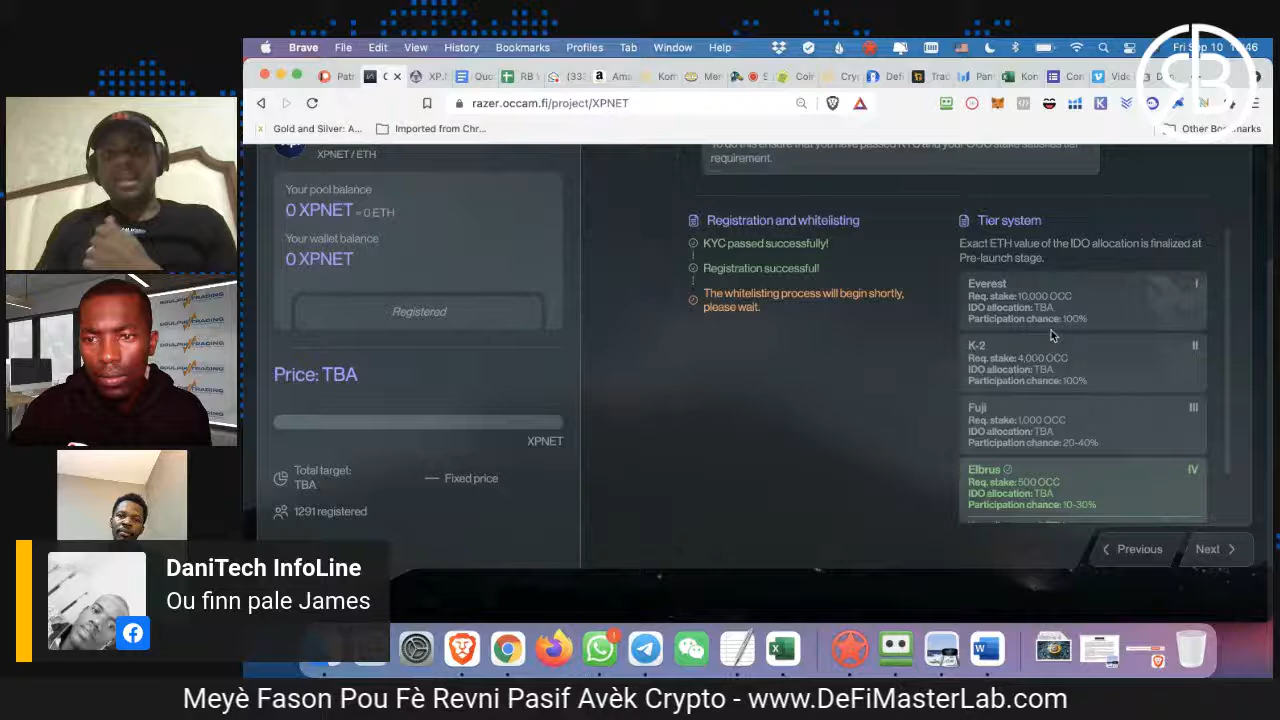 Brave File Edit View History Bookmarks Profiles Tab Window Help
Fri Sep 10
razer.occam.fi/project/XPNET
Gold and Silver: A...
Imported from Chr...
Other Bookmarks
XPNET / ETH
Your pool balance
0 XPNET = 0 ETH
Your wallet balance
0 XPNET
Registered
Price: TBA
XPNET
Total target:
TBA
Fixed price
1291 registered
requirement.
Registration and whitelisting
KYC passed successfully!
Registration successful!
The whitelisting process will begin shortly,
please wait.
Tier system
Exact ETH value of the IDO allocation is finalized at
Pre-launch stage.
Everest I
Req. stake: 10,000 OCC
IDO allocation: TBA
Participation chance: 100%
K-2 II
Req. stake: 4,000 OCC
IDO allocation: TBA
Participation chance: 100%
Fuji III
Req. stake: 1,000 OCC
IDO allocation: TBA
Participation chance: 20-40%
Elbrus IV
Req. stake: 500 OCC
IDO allocation: TBA
Participation chance: 10-30%
Previous
Next
DaniTech InfoLine
Ou finn pale James
Meyè Fason Pou Fè Revni Pasif Avèk Crypto - www.DeFiMasterLab.com